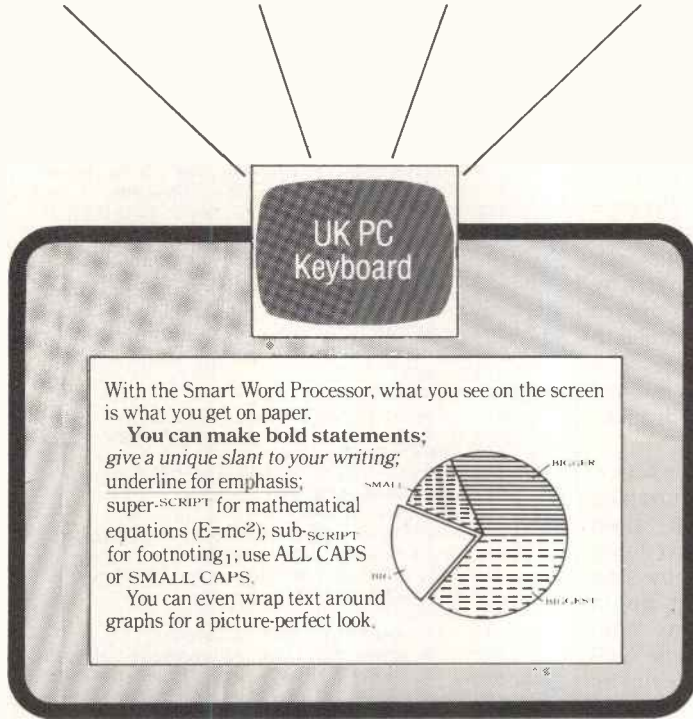 UK PC
Keyboard
With the Smart Word Processor, what you see on the screen
is what you get on paper.
You can make bold statements;
give a unique slant to your writing;
underline for emphasis;
super-SCRIPT for mathematical
equations (E=mc²); sub-SCRIPT
for footnoting₁; use ALL CAPS
or SMALL CAPS.
You can even wrap text around
graphs for a picture-perfect look.
SMALL
BIGGER
BIG
BIGGEST